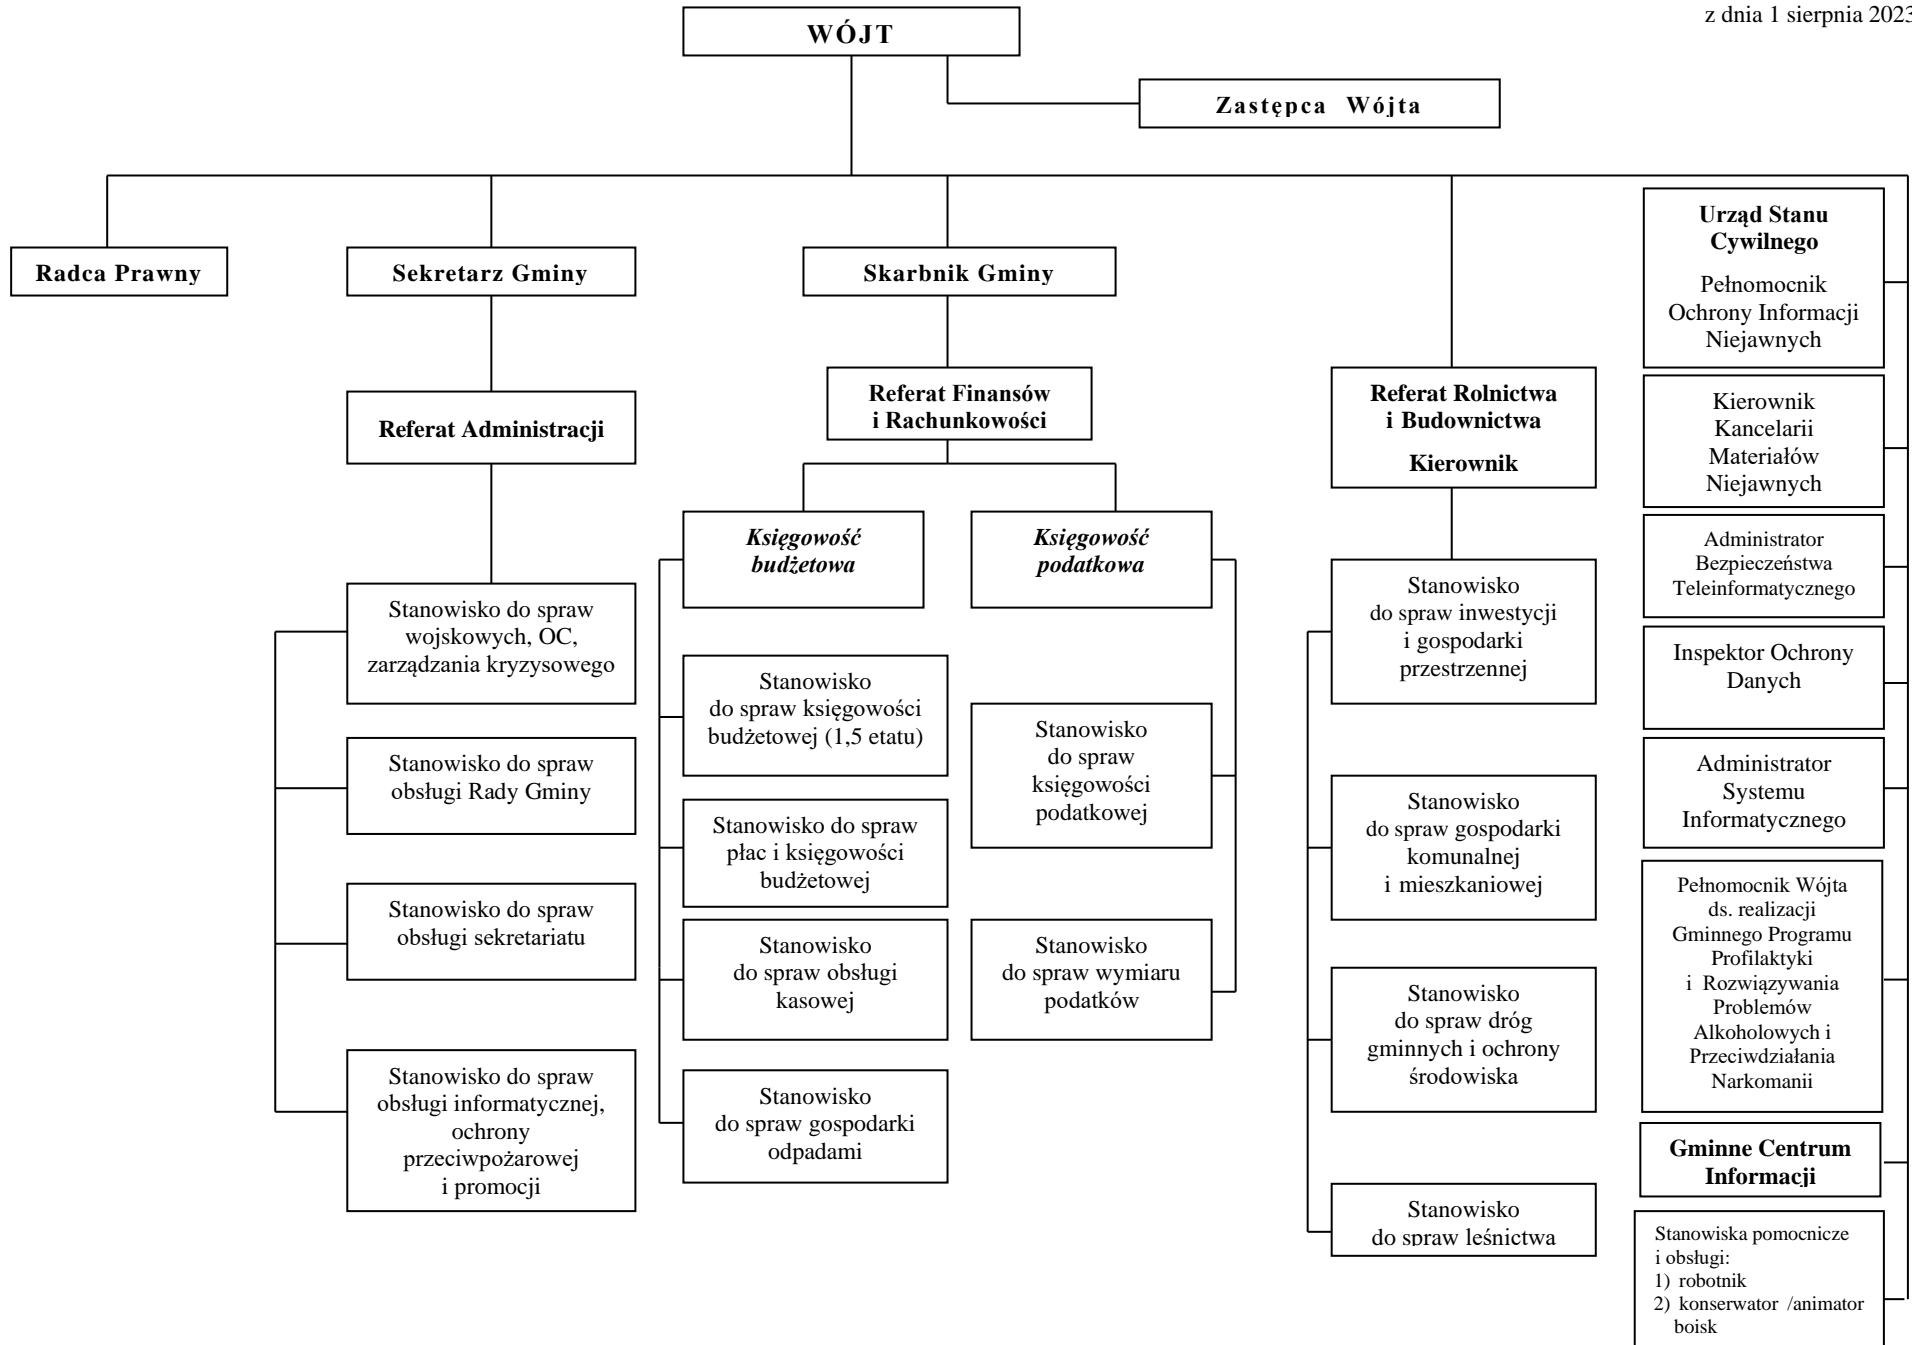 z dnia 1 sierpnia 2023
WÓJT
Zastępca Wójta
Radca Prawny
Sekretarz Gminy
Skarbnik Gminy
Referat Administracji
Stanowisko do spraw
wojskowych, OC,
zarządzania kryzysowego
Stanowisko do spraw
obsługi Rady Gminy
Stanowisko do spraw
obsługi sekretariatu
Stanowisko do spraw
obsługi informatycznej,
ochrony
przeciwpożarowej
i promocji
Referat Finansów
i Rachunkowości
Księgowość
budżetowa
Stanowisko
do spraw księgowości
budżetowej (1,5 etatu)
Stanowisko do spraw
płac i księgowości
budżetowej
Stanowisko
do spraw obsługi
kasowej
Stanowisko
do spraw gospodarki
odpadami
Księgowość
podatkowa
Stanowisko
do spraw
księgowości
podatkowej
Stanowisko
do spraw wymiaru
podatków
Referat Rolnictwa
i Budownictwa
Kierownik
Stanowisko
do spraw inwestycji
i gospodarki
przestrzennej
Stanowisko
do spraw gospodarki
komunalnej
i mieszkaniowej
Stanowisko
do spraw dróg
gminnych i ochrony
środowiska
Stanowisko
do spraw leśnictwa
Urząd Stanu
Cywilnego
Pełnomocnik
Ochrony Informacji
Niejawnych
Kierownik
Kancelarii
Materiałów
Niejawnych
Administrator
Bezpieczeństwa
Teleinformatycznego
Inspektor Ochrony
Danych
Administrator
Systemu
Informatycznego
Pełnomocnik Wójta
ds. realizacji
Gminnego Programu
Profilaktyki
i Rozwiązywania
Problemów
Alkoholowych i
Przeciwdziałania
Narkomanii
Gminne Centrum
Informacji
Stanowiska pomocnicze
i obsługi:
1) robotnik
2) konserwator /animator
boisk